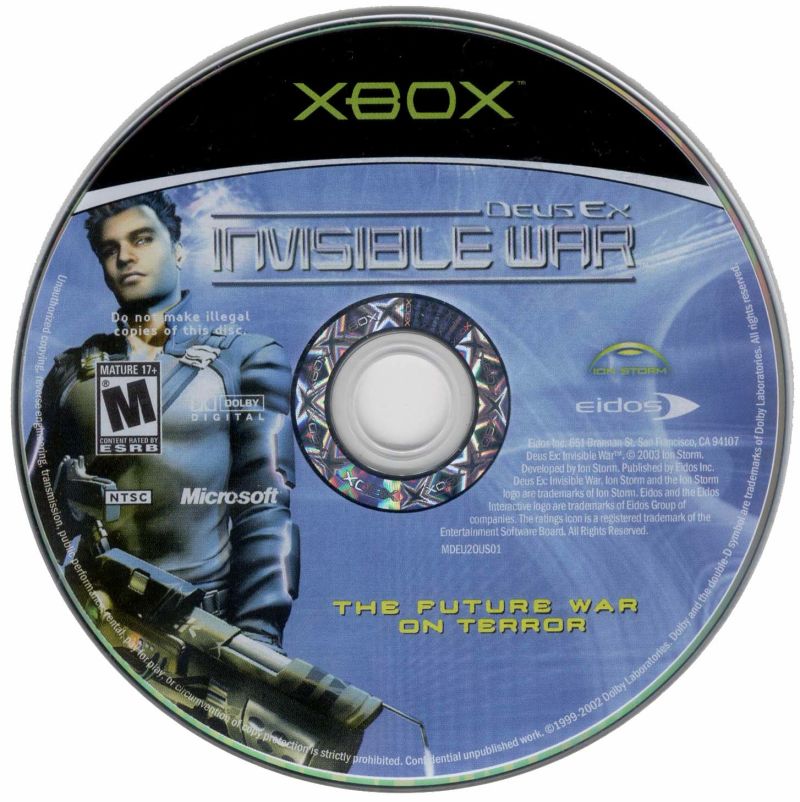 XBOX™
DEUS EX
INVISIBLE WAR
Do not make illegal
copies of this disc.
MATURE 17+
M
CONTENT RATED BY
ESRB
DOLBY
DIGITAL
NTSC
Microsoft
ION STORM
eidos
Eidos Inc. 651 Brannan St. San Francisco, CA 94107
Deus Ex: Invisible War™, © 2003 Ion Storm.
Developed by Ion Storm. Published by Eidos Inc.
Deus Ex: Invisible War, Ion Storm and the Ion Storm
logo are trademarks of Ion Storm. Eidos and the Eidos
Interactive logo are trademarks of Eidos Group of
companies. The ratings icon is a registered trademark of the
Entertainment Software Board. All Rights Reserved.
MDEU20US01
THE FUTURE WAR
ON TERROR
Unauthorized copying, reverse engineering, transmission, public performance, rental, pay for play, or circumvention of copy protection is strictly prohibited. Confidential unpublished work. ©1999-2002 Dolby Laboratories. Dolby and the double-D symbol are trademarks of Dolby Laboratories. All rights reserved.